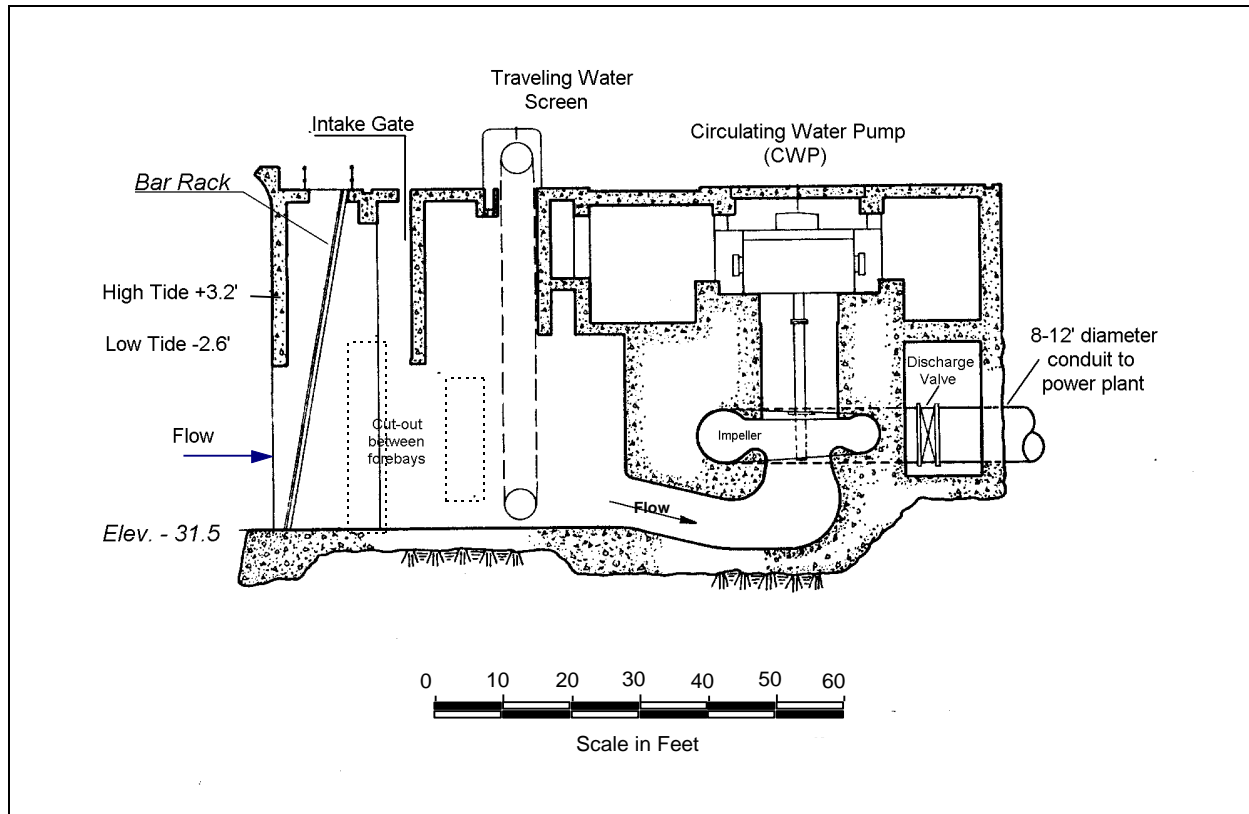 Traveling Water
Screen
Intake Gate
Circulating Water Pump
(CWP)
Bar Rack
High Tide +3.2'
Low Tide -2.6'
8-12' diameter
conduit to
power plant
Discharge
Valve
Flow
Cut-out
between
forebays
Impeller
Flow
Elev. - 31.5
0 10 20 30 40 50 60
Scale in Feet